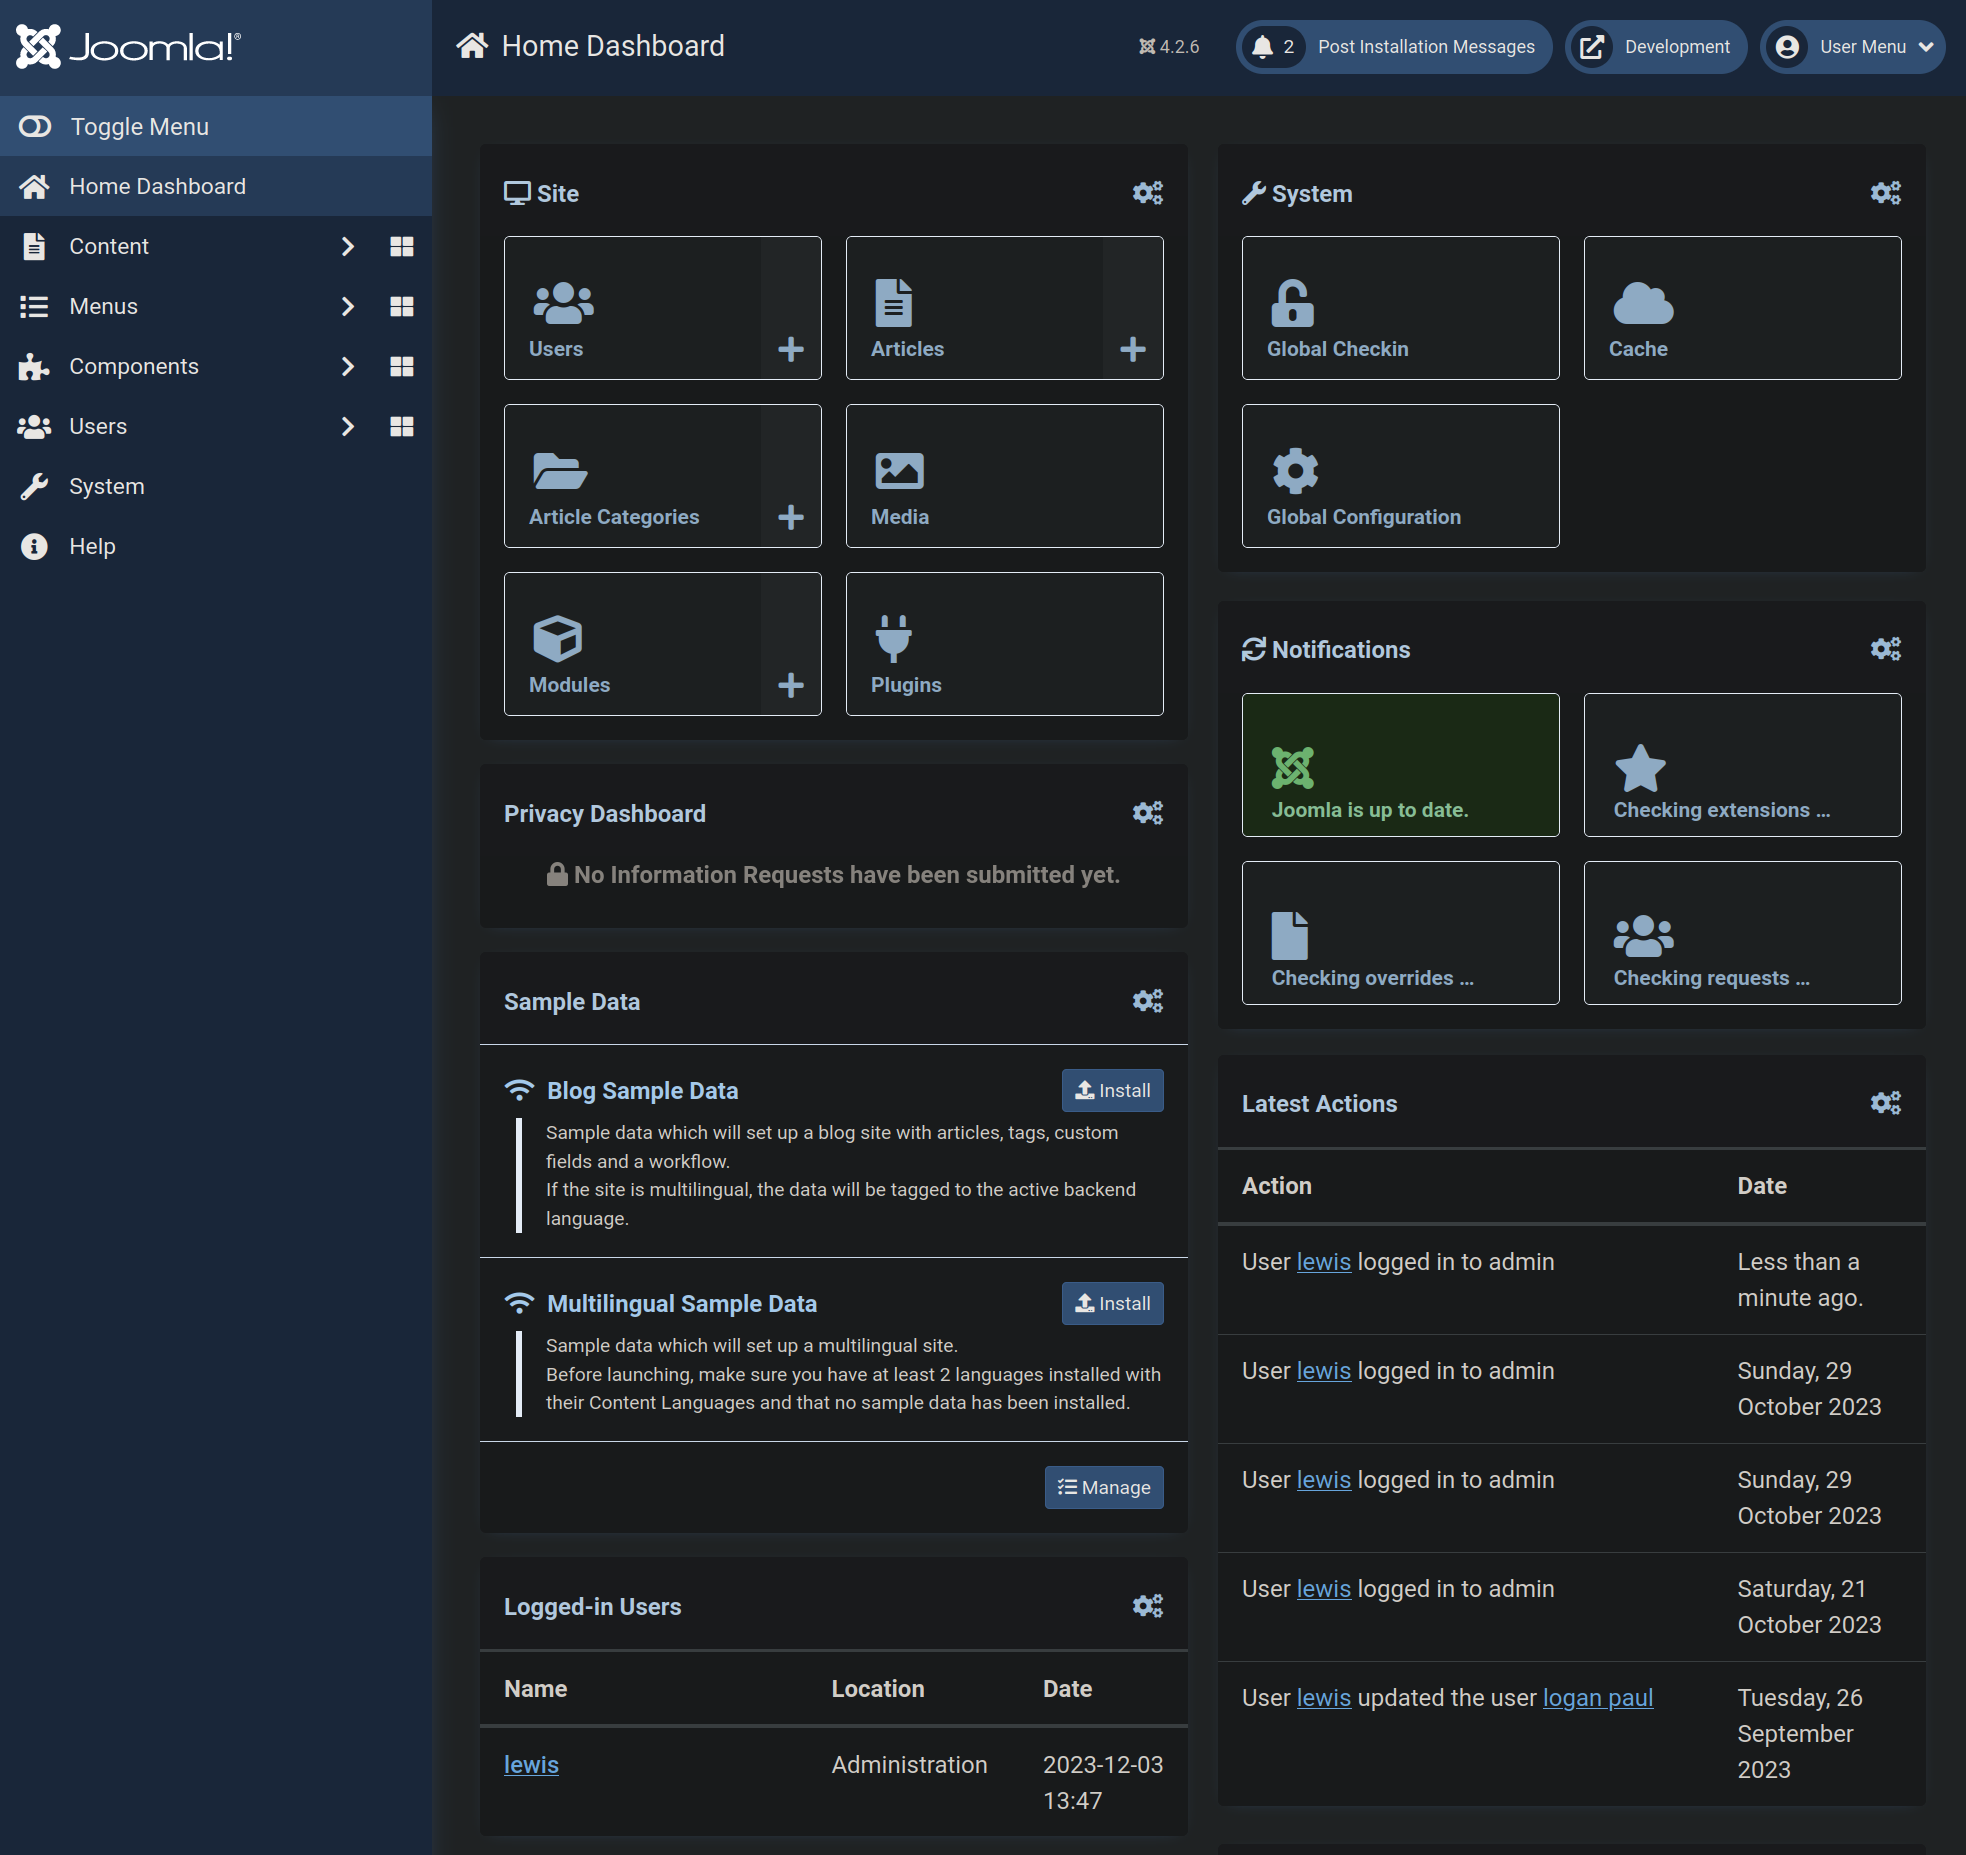 Joomla!®
Toggle Menu
Home Dashboard
Content
Menus
Components
Users
System
Help
Home Dashboard
4.2.6
2 Post Installation Messages
Development
User Menu
Site
Users
Articles
Article Categories
Media
Modules
Plugins
Privacy Dashboard
No Information Requests have been submitted yet.
Sample Data
Blog Sample Data
Install
Sample data which will set up a blog site with articles, tags, custom
fields and a workflow.
If the site is multilingual, the data will be tagged to the active backend
language.
Multilingual Sample Data
Install
Sample data which will set up a multilingual site.
Before launching, make sure you have at least 2 languages installed with
their Content Languages and that no sample data has been installed.
Manage
Logged-in Users
Name Location Date
lewis Administration 2023-12-03
13:47
System
Global Checkin
Cache
Global Configuration
Notifications
Joomla is up to date.
Checking extensions ...
Checking overrides ...
Checking requests ...
Latest Actions
Action Date
User lewis logged in to admin Less than a
minute ago.
User lewis logged in to admin Sunday, 29
October 2023
User lewis logged in to admin Sunday, 29
October 2023
User lewis logged in to admin Saturday, 21
October 2023
User lewis updated the user logan paul Tuesday, 26
September
2023